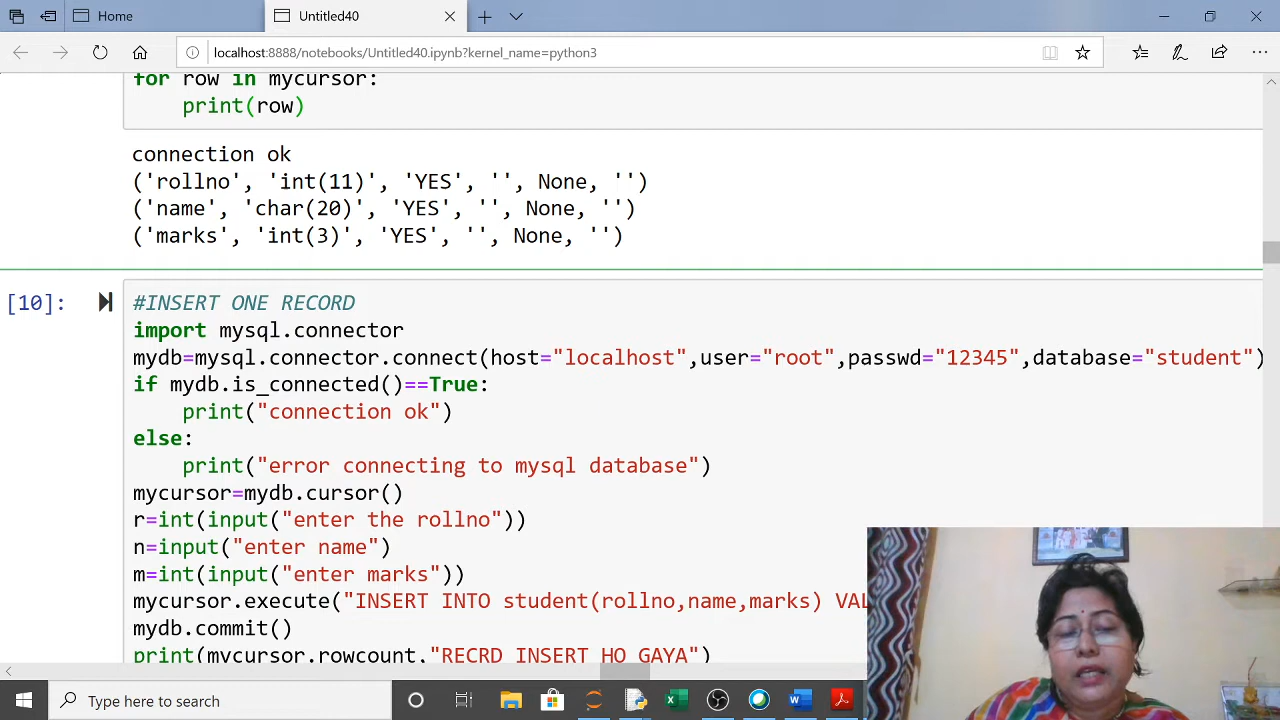 Home
Untitled40
localhost:8888/notebooks/Untitled40.ipynb?kernel_name=python3
for row in mycursor:
print(row)
connection ok
('rollno', 'int(11)', 'YES', '', None, '')
('name', 'char(20)', 'YES', '', None, '')
('marks', 'int(3)', 'YES', '', None, '')
[10]:
#INSERT ONE RECORD
import mysql.connector
mydb=mysql.connector.connect(host="localhost",user="root",passwd="12345",database="student")
if mydb.is_connected()==True:
print("connection ok")
else:
print("error connecting to mysql database")
mycursor=mydb.cursor()
r=int(input("enter the rollno"))
n=input("enter name")
m=int(input("enter marks"))
mycursor.execute("INSERT INTO student(rollno,name,marks) VAL
mydb.commit()
print(mycursor.rowcount,"RECRD INSERT HO GAYA")
Type here to search